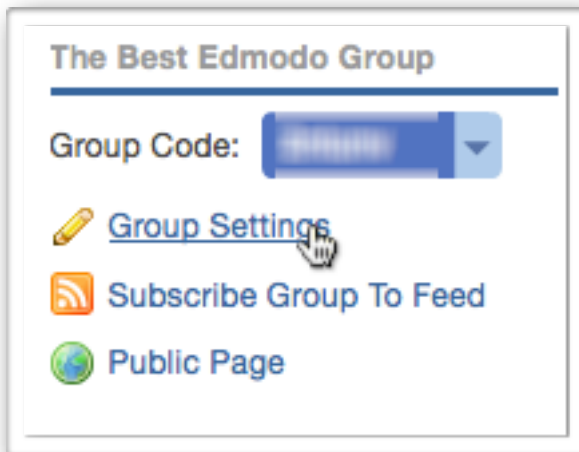 The Best Edmodo Group
Group Code:
Group Settings
Subscribe Group To Feed
Public Page